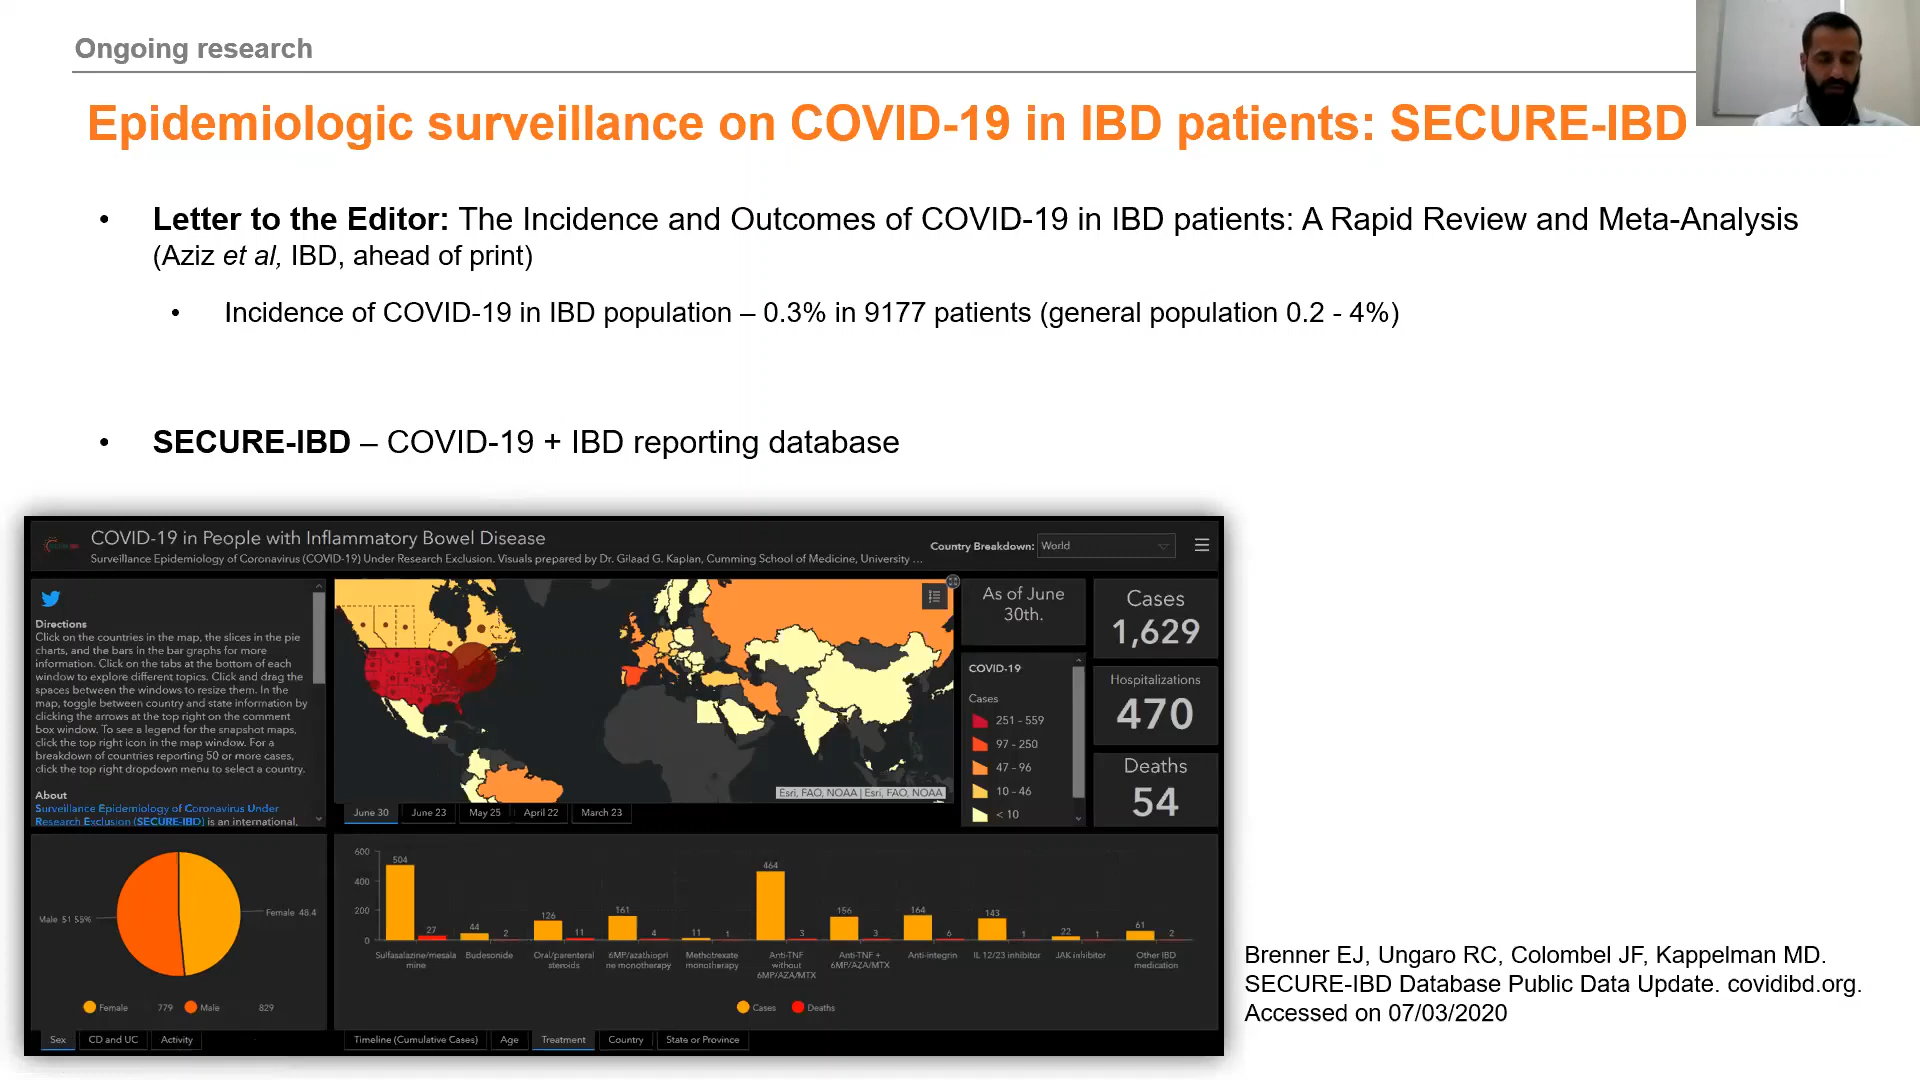 Ongoing research
Epidemiologic surveillance on COVID-19 in IBD patients: SECURE-IBD
• Letter to the Editor: The Incidence and Outcomes of COVID-19 in IBD patients: A Rapid Review and Meta-Analysis
(Aziz et al, IBD, ahead of print)
• Incidence of COVID-19 in IBD population – 0.3% in 9177 patients (general population 0.2 - 4%)
• SECURE-IBD – COVID-19 + IBD reporting database
COVID-19 in People with Inflammatory Bowel Disease
Surveillance Epidemiology of Coronavirus (COVID-19) Under Research Exclusion. Visuals prepared by Dr. Gilaad G. Kaplan, Cumming School of Medicine, University ...
Country Breakdown: World
Directions
Click on the countries in the map, the slices in the pie
charts, and the bars in the bar graphs for more
information. Click on the tabs at the bottom of each
window to explore different topics. Click and drag the
spaces between the windows to resize them. In the
map, toggle between country and state information by
clicking the arrows at the top right on the comment
box window. To see a legend for the snapshot maps,
click the top right icon in the map window. For a
breakdown of countries reporting 50 or more cases,
click the top right dropdown menu to select a country.
About
Surveillance Epidemiology of Coronavirus Under
Research Exclusion (SECURE-IBD) is an international,
Esri, FAO, NOAA | Esri, FAO, NOAA
June 30 June 23 May 25 April 22 March 23
As of June
30th.
COVID-19
Cases
251 - 559
97 - 250
47 - 96
10 - 46
< 10
Cases
1,629
Hospitalizations
470
Deaths
54
Male 51.55%
Female 48.4
Female 779 Male 829
Sex CD and UC Activity
600
400
200
0
504 27 44 2 126 11 161 4 11 1 464 3 156 3 164 6 143 1 22 1 61 2
Sulfasalazine/mesala
mine
Budesonide
Oral/parenteral
steroids
6MP/azathiopri
ne monotherapy
Methotrexate
monotherapy
Anti-TNF
without
6MP/AZA/MTX
Anti-TNF +
6MP/AZA/MTX
Anti-integrin
IL 12/23 inhibitor
JAK inhibitor
Other IBD
medication
Cases Deaths
Timeline (Cumulative Cases) Age Treatment Country State or Province
Brenner EJ, Ungaro RC, Colombel JF, Kappelman MD.
SECURE-IBD Database Public Data Update. covidibd.org.
Accessed on 07/03/2020